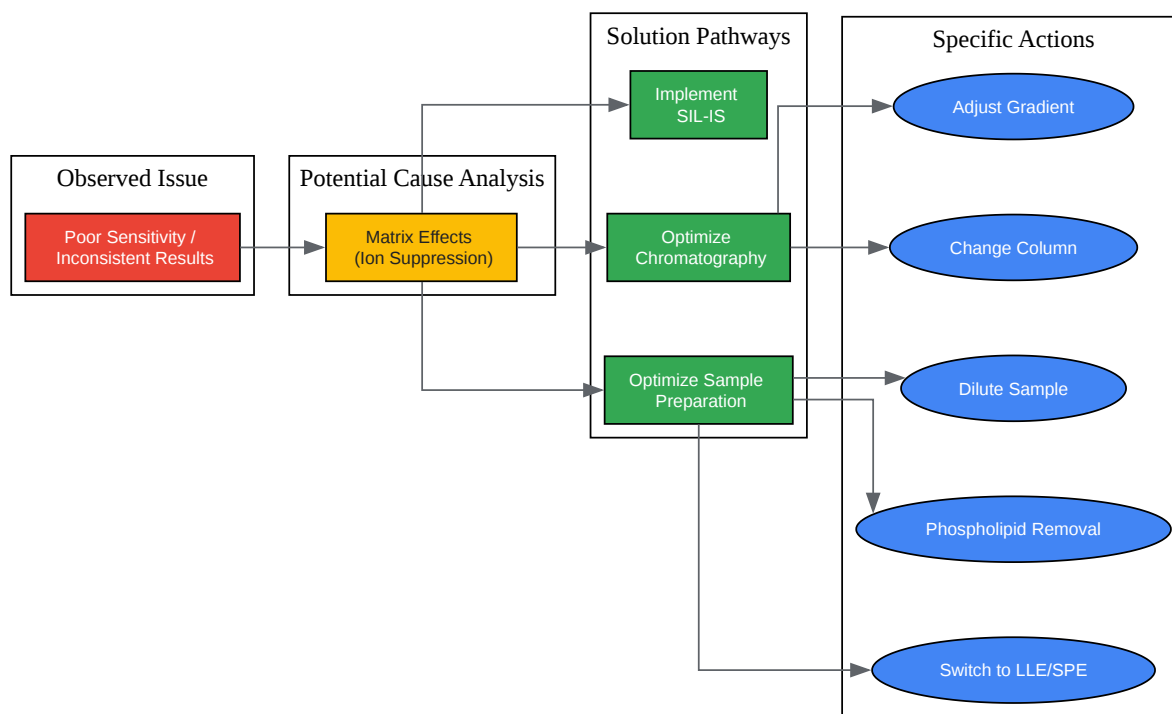 Observed Issue
Poor Sensitivity /
Inconsistent Results
Potential Cause Analysis
Matrix Effects
(Ion Suppression)
Solution Pathways
Implement
SIL-IS
Optimize
Chromatography
Optimize Sample
Preparation
Specific Actions
Adjust Gradient
Change Column
Dilute Sample
Phospholipid Removal
Switch to LLE/SPE